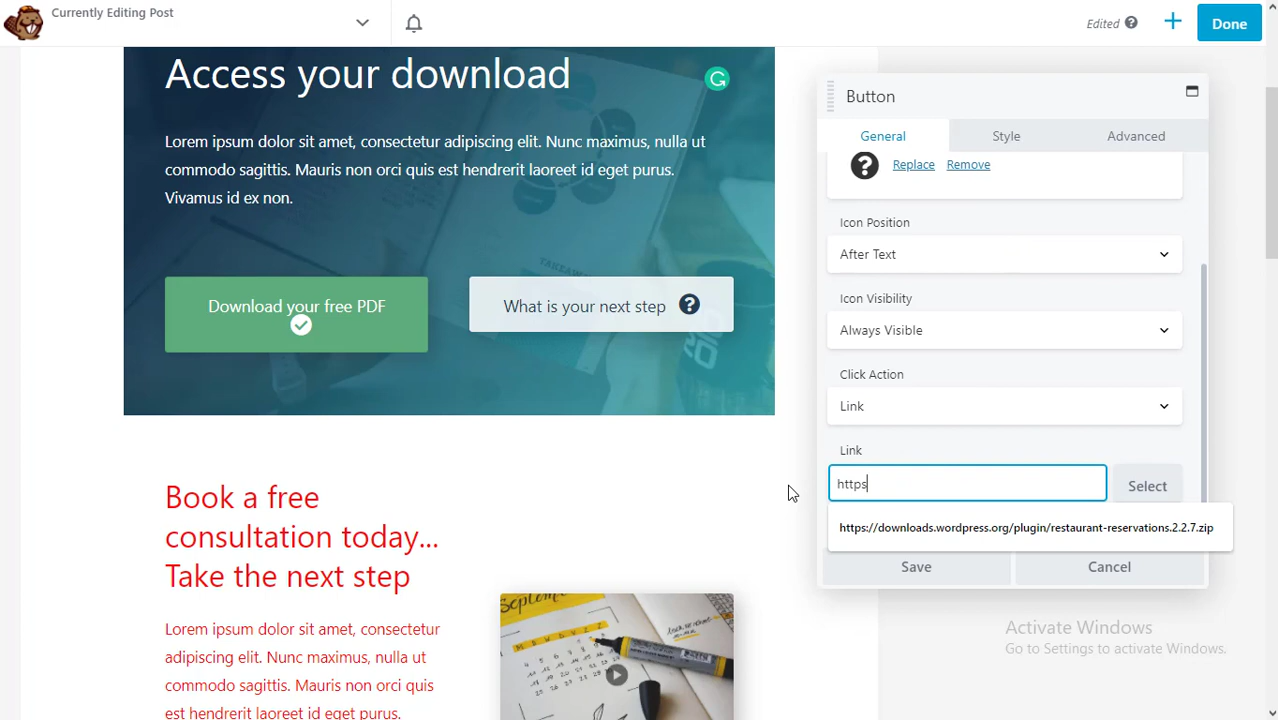 Currently Editing Post
Edited
Done
Access your download
Lorem ipsum dolor sit amet, consectetur adipiscing elit. Nunc maximus, nulla ut
commodo sagittis. Mauris non orci quis est hendrerit laoreet id eget purus.
Vivamus id ex non.
Download your free PDF
What is your next step
Button
General
Style
Advanced
Replace
Remove
Icon Position
After Text
Icon Visibility
Always Visible
Click Action
Link
Link
https
Select
https://downloads.wordpress.org/plugin/restaurant-reservations.2.2.7.zip
Save
Cancel
Book a free
consultation today...
Take the next step
Lorem ipsum dolor sit amet, consectetur
adipiscing elit. Nunc maximus, nulla ut
commodo sagittis. Mauris non orci quis
est hendrerit laoreet id eget purus.
September
Activate Windows
Go to Settings to activate Windows.